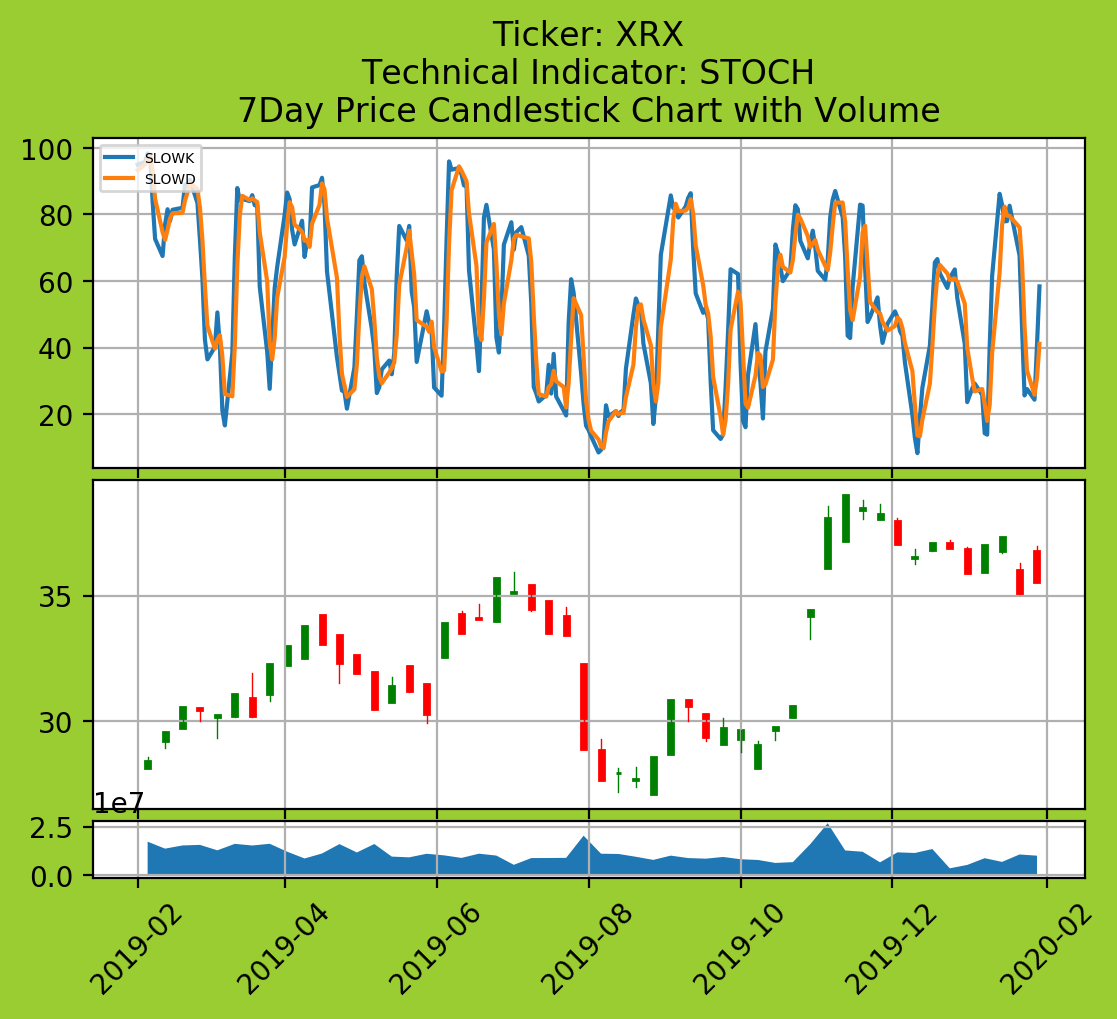 Ticker: XRX
Technical Indicator: STOCH
7Day Price Candlestick Chart with Volume
100
80
60
40
20
SLOWK
SLOWD
35
30
1e7
2.5
0.0
2019-02
2019-04
2019-06
2019-08
2019-10
2019-12
2020-02